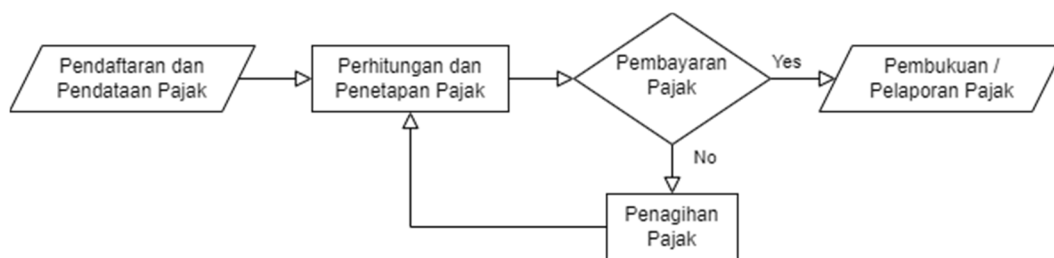 Pendaftaran dan
Pendataan Pajak
Perhitungan dan
Penetapan Pajak
Pembayaran
Pajak
Yes
Pembukuan /
Pelaporan Pajak
No
Penagihan
Pajak